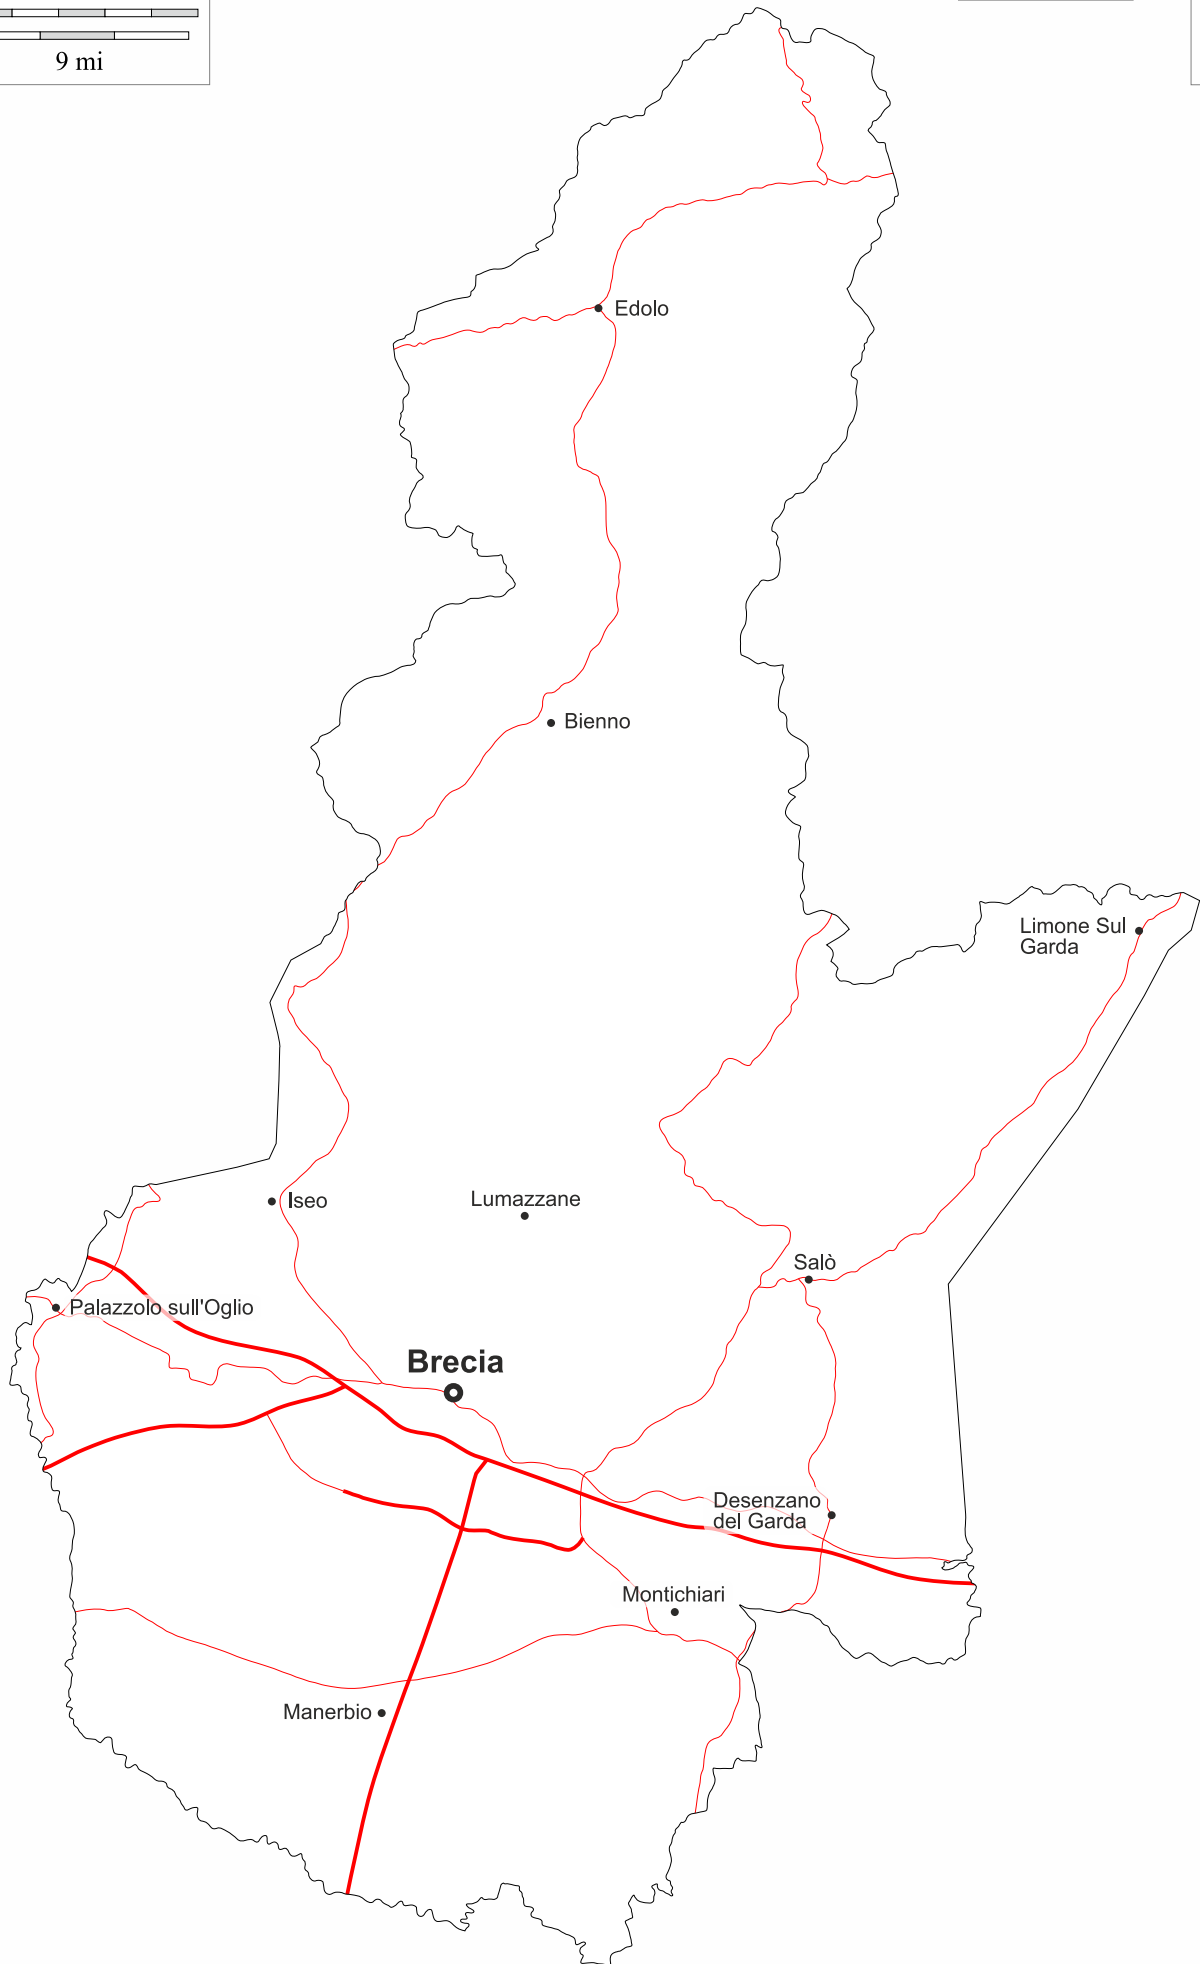 9 mi
Edolo
Bienno
Limone Sul
Garda
Iseo
Lumazzane
Salò
Palazzolo sull'Oglio
Brecia
Desenzano
del Garda
Montichiari
Manerbio